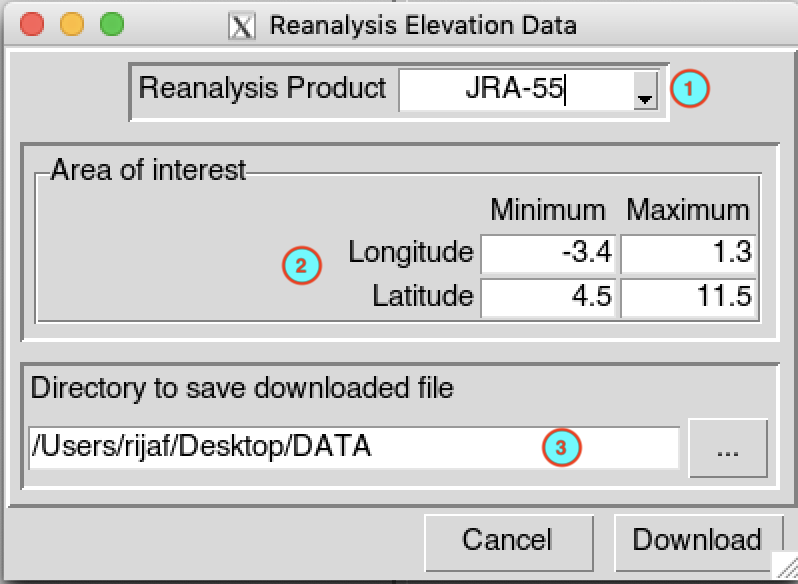 Reanalysis Elevation Data
Reanalysis Product JRA-55 1
Area of interest
Minimum Maximum
2 Longitude -3.4 1.3
Latitude 4.5 11.5
Directory to save downloaded file
/Users/rijaf/Desktop/DATA 3 ...
Cancel Download